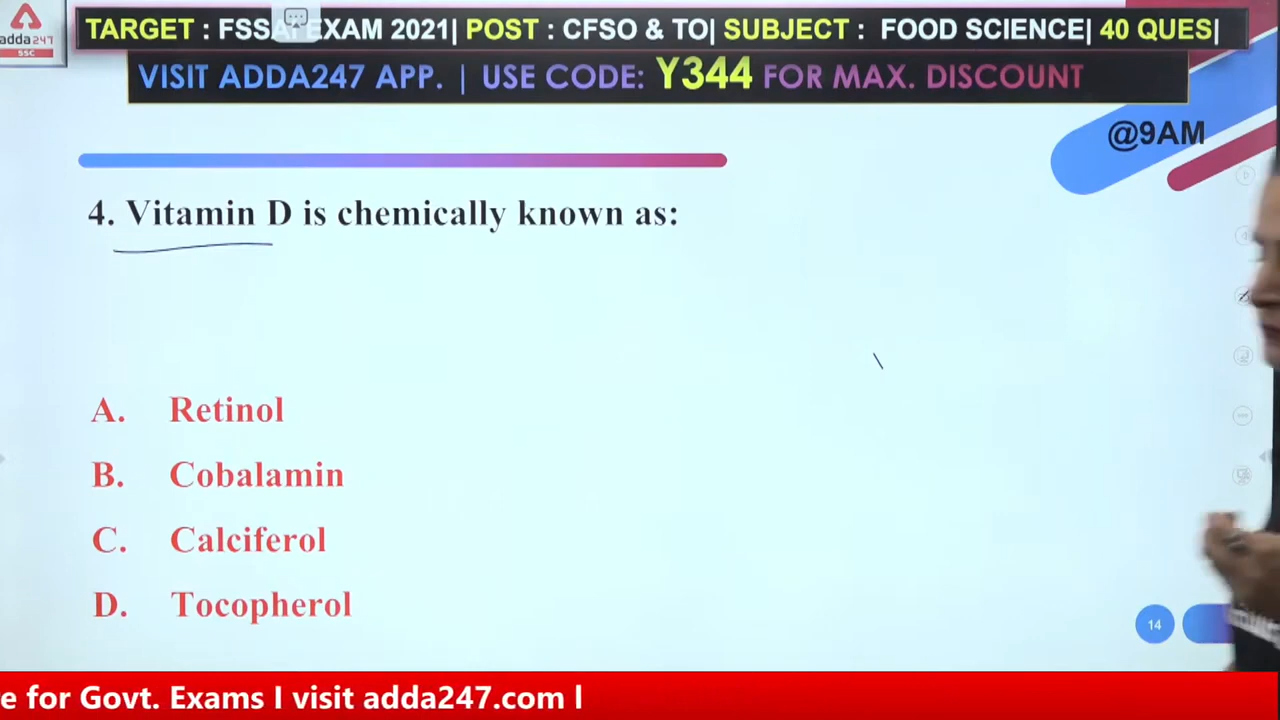 adda247
SSC
TARGET : FSSAI EXAM 2021| POST : CFSO & TO| SUBJECT : FOOD SCIENCE| 40 QUES|
VISIT ADDA247 APP. | USE CODE: Y344 FOR MAX. DISCOUNT
@9AM
4. Vitamin D is chemically known as:
A. Retinol
B. Cobalamin
C. Calciferol
D. Tocopherol
14
e for Govt. Exams I visit adda247.com l